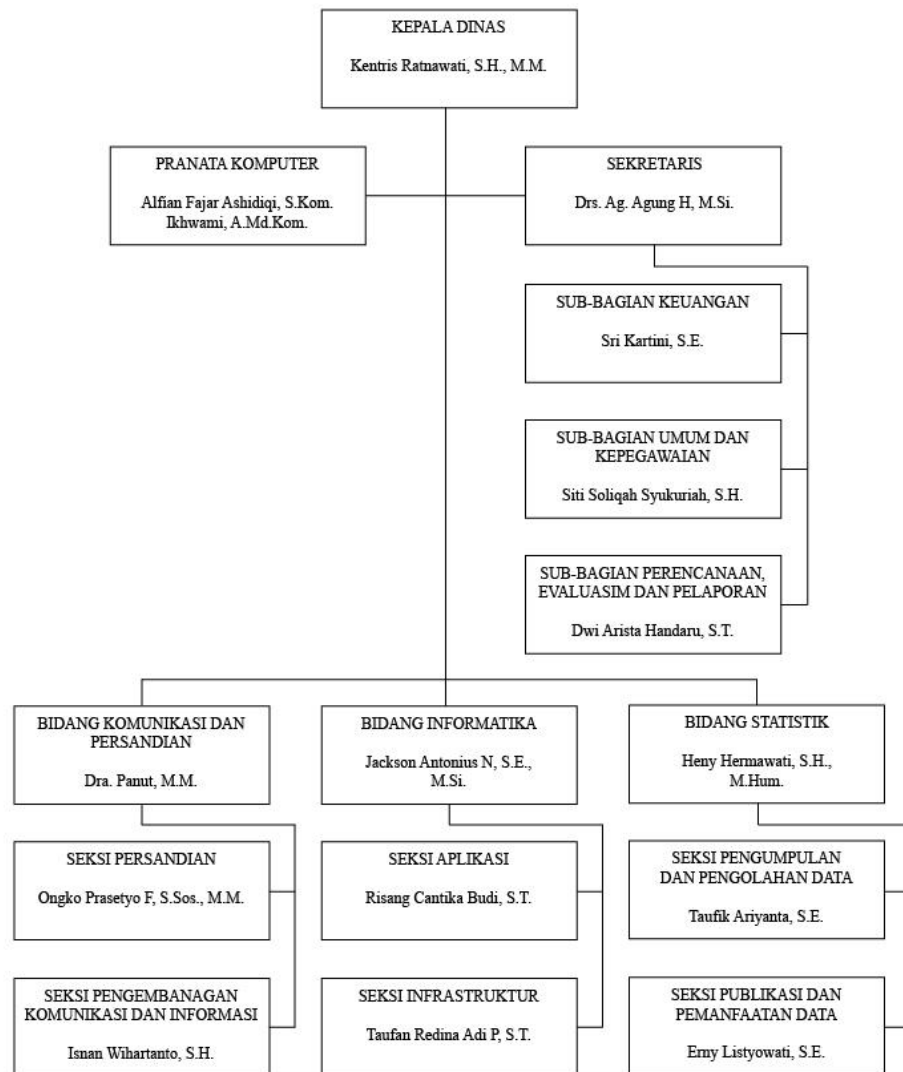 KEPALA DINAS
Kentris Ratnawati, S.H., M.M.
PRANATA KOMPUTER
Alfian Fajar Ashidiqi, S.Kom.
Ikhwami, A.Md.Kom.
SEKRETARIS
Drs. Ag. Agung H, M.Si.
SUB-BAGIAN KEUANGAN
Sri Kartini, S.E.
SUB-BAGIAN UMUM DAN
KEPEGAWAIAN
Siti Soliqah Syukuriah, S.H.
SUB-BAGIAN PERENCANAAN,
EVALUASIM DAN PELAPORAN
Dwi Arista Handaru, S.T.
BIDANG KOMUNIKASI DAN
PERSANDIAN
Dra. Panut, M.M.
BIDANG INFORMATIKA
Jackson Antonius N, S.E.,
M.Si.
BIDANG STATISTIK
Heny Hermawati, S.H.,
M.Hum.
SEKSI PERSANDIAN
Ongko Prasetyo F, S.Sos., M.M.
SEKSI APLIKASI
Risang Cantika Budi, S.T.
SEKSI PENGUMPULAN
DAN PENGOLAHAN DATA
Taufik Ariyanta, S.E.
SEKSI PENGEMBANAGAN
KOMUNIKASI DAN INFORMASI
Isnan Wihartanto, S.H.
SEKSI INFRASTRUKTUR
Taufan Redina Adi P, S.T.
SEKSI PUBLIKASI DAN
PEMANFAATAN DATA
Erny Listyowati, S.E.